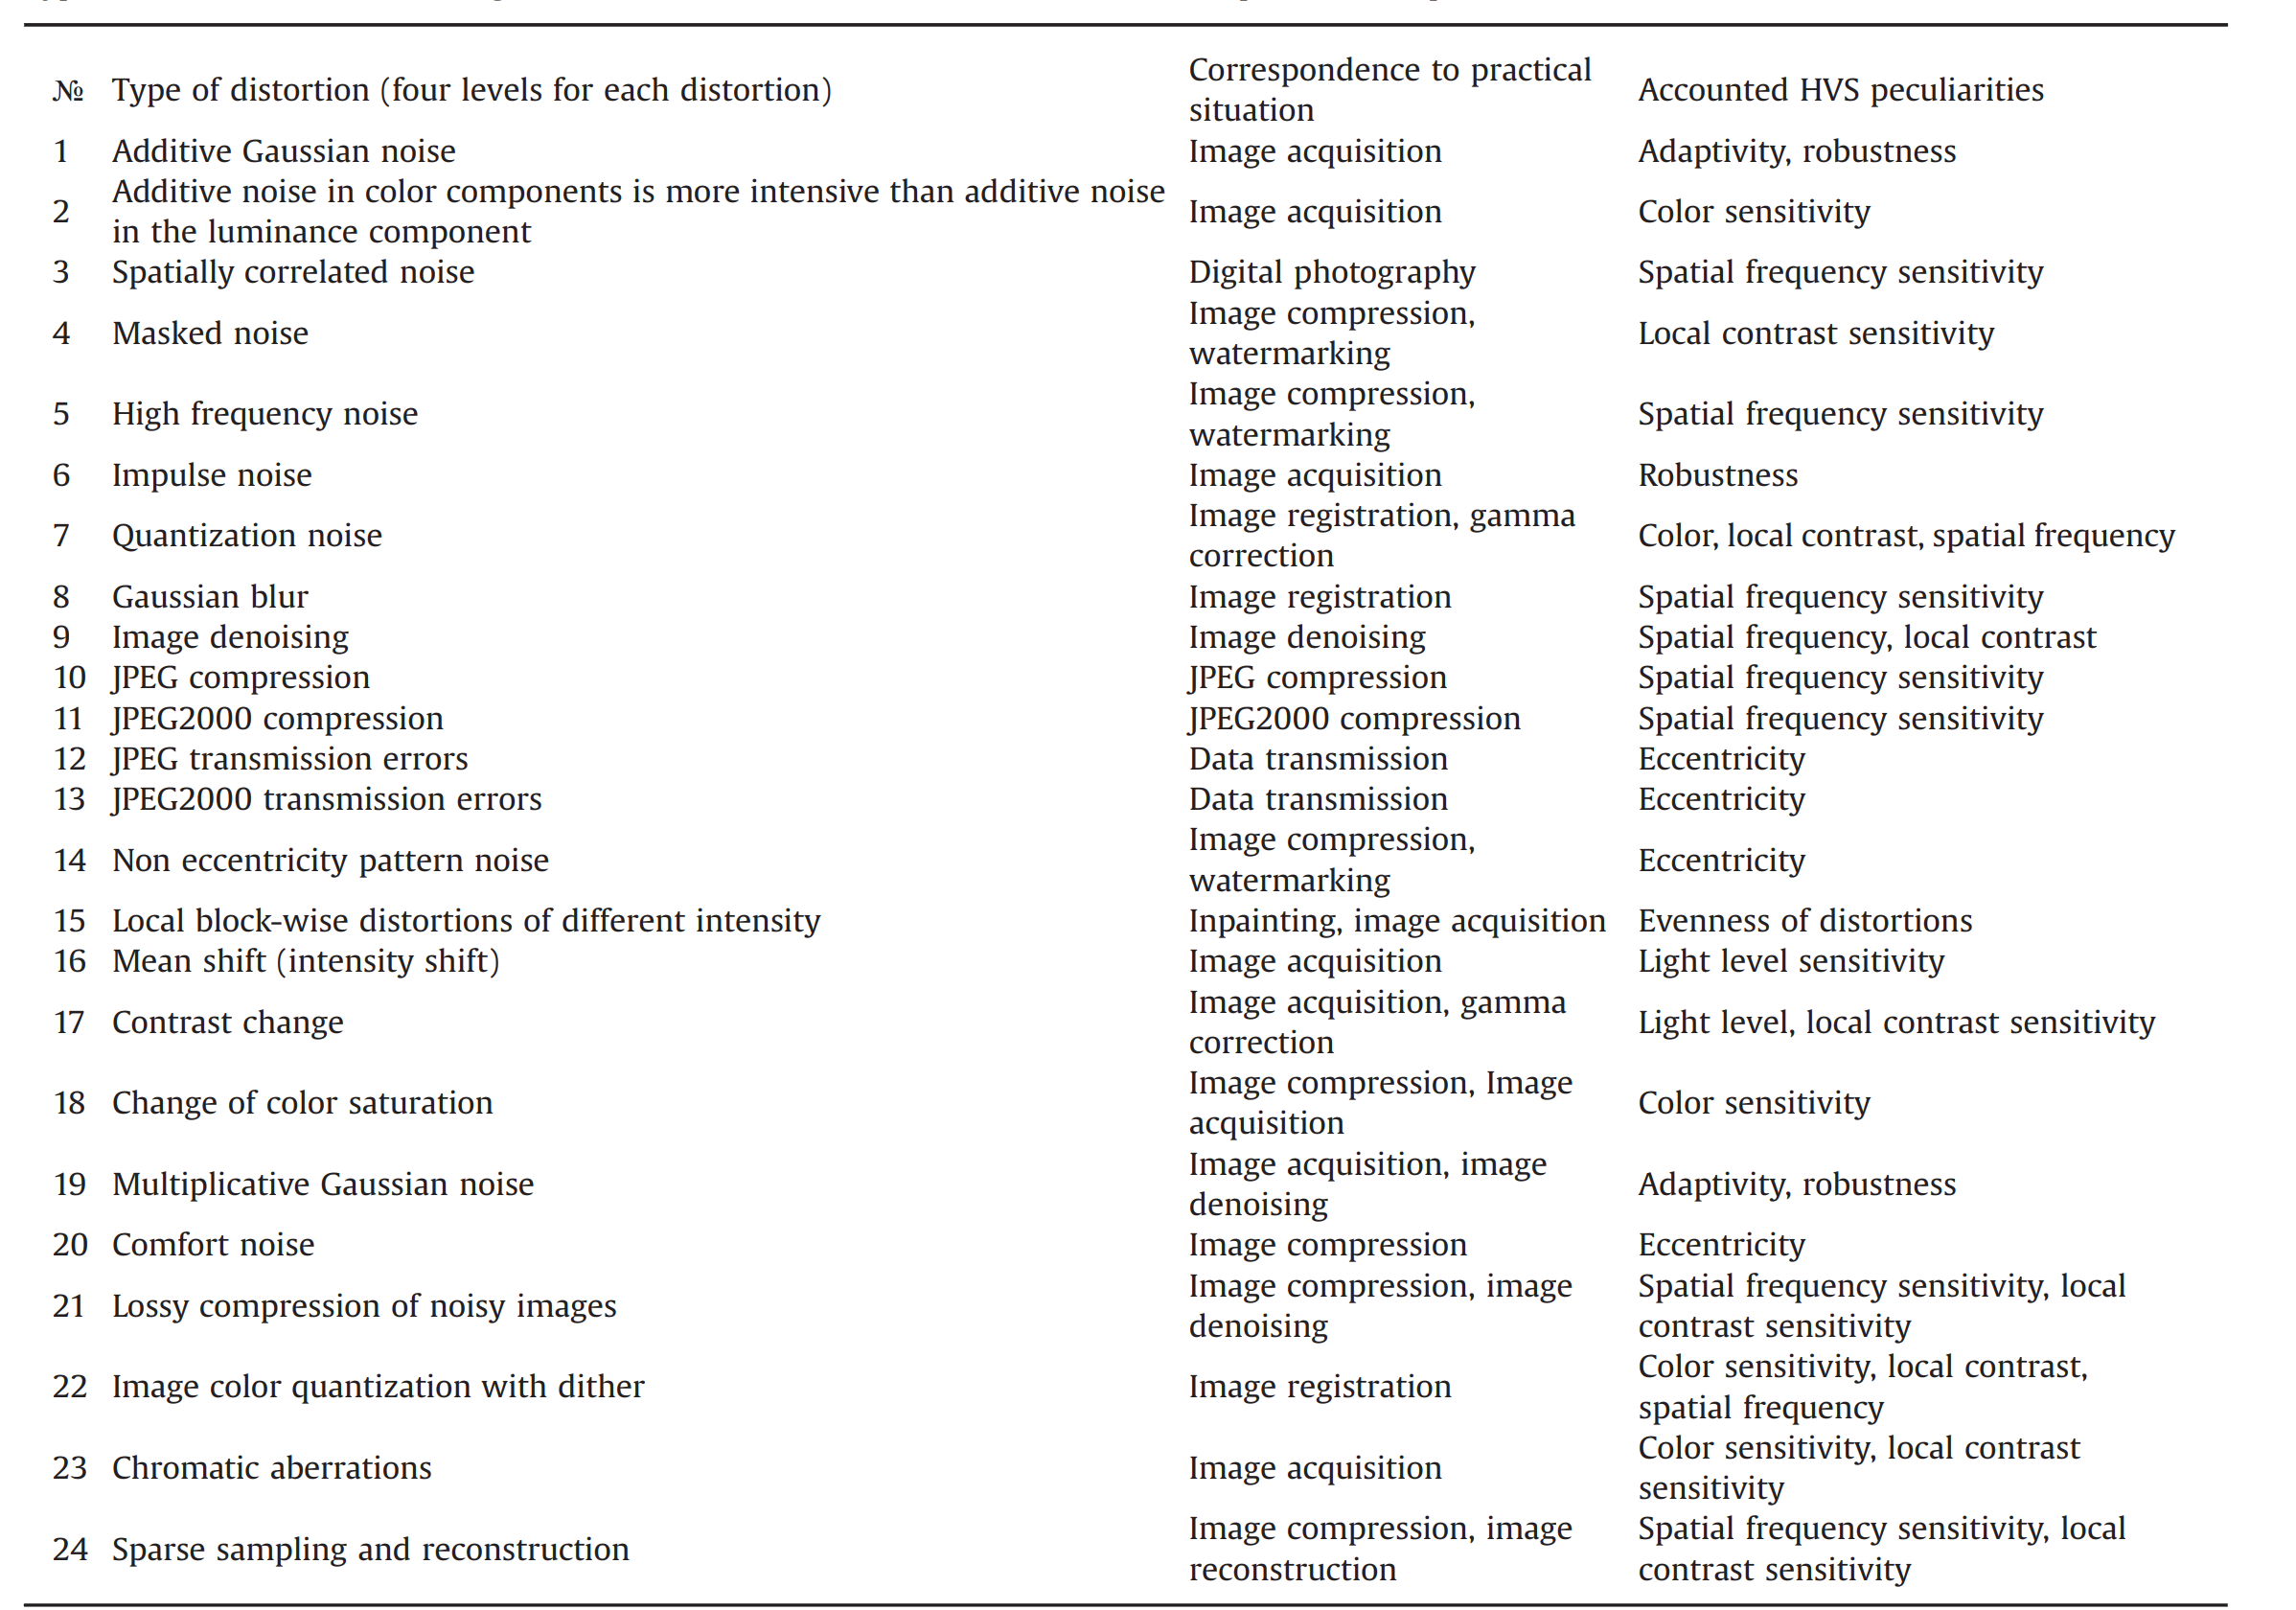 № Type of distortion (four levels for each distortion) Correspondence to practical situation Accounted HVS peculiarities
1 Additive Gaussian noise Image acquisition Adaptivity, robustness
2 Additive noise in color components is more intensive than additive noise in the luminance component Image acquisition Color sensitivity
3 Spatially correlated noise Digital photography Spatial frequency sensitivity
4 Masked noise Image compression, watermarking Local contrast sensitivity
5 High frequency noise Image compression, watermarking Spatial frequency sensitivity
6 Impulse noise Image acquisition Robustness
7 Quantization noise Image registration, gamma correction Color, local contrast, spatial frequency
8 Gaussian blur Image registration Spatial frequency sensitivity
9 Image denoising Image denoising Spatial frequency, local contrast
10 JPEG compression JPEG compression Spatial frequency sensitivity
11 JPEG2000 compression JPEG2000 compression Spatial frequency sensitivity
12 JPEG transmission errors Data transmission Eccentricity
13 JPEG2000 transmission errors Data transmission Eccentricity
14 Non eccentricity pattern noise Image compression, watermarking Eccentricity
15 Local block-wise distortions of different intensity Inpainting, image acquisition Evenness of distortions
16 Mean shift (intensity shift) Image acquisition Light level sensitivity
17 Contrast change Image acquisition, gamma correction Light level, local contrast sensitivity
18 Change of color saturation Image compression, Image acquisition Color sensitivity
19 Multiplicative Gaussian noise Image acquisition, image denoising Adaptivity, robustness
20 Comfort noise Image compression Eccentricity
21 Lossy compression of noisy images Image compression, image denoising Spatial frequency sensitivity, local contrast sensitivity
22 Image color quantization with dither Image registration Color sensitivity, local contrast, spatial frequency
23 Chromatic aberrations Image acquisition Color sensitivity, local contrast sensitivity
24 Sparse sampling and reconstruction Image compression, image reconstruction Spatial frequency sensitivity, local contrast sensitivity